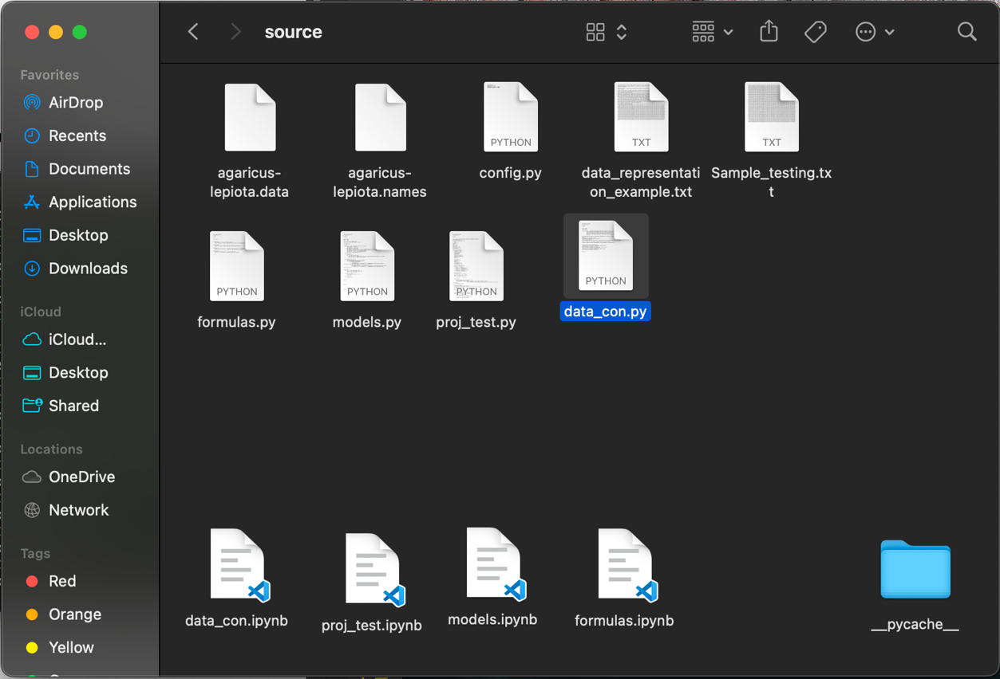 source
Favorites
AirDrop
Recents
Documents
Applications
Desktop
Downloads
iCloud
iCloud...
Desktop
Shared
Locations
OneDrive
Network
Tags
Red
Orange
Yellow
PYTHON
TXT
TXT
agaricus-
lepiota.data
agaricus-
lepiota.names
config.py
data_representati
on_example.txt
Sample_testing.tx
t
PYTHON
PYTHON
PYTHON
PYTHON
formulas.py
models.py
proj_test.py
data_con.py
data_con.ipynb
proj_test.ipynb
models.ipynb
formulas.ipynb
__pycache__